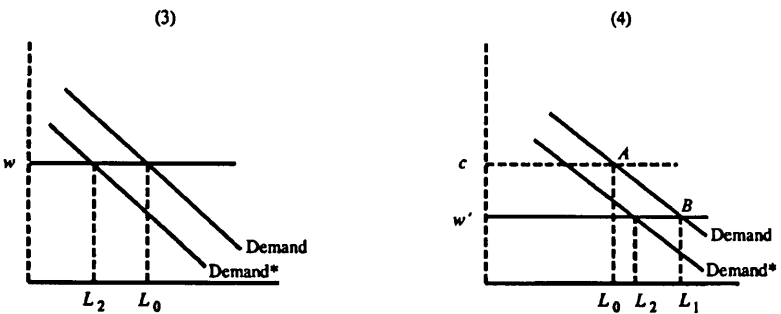 (3)
w
Demand
Demand*
L2 L0
(4)
A
c
B
w′
Demand
Demand*
L0 L2 L1